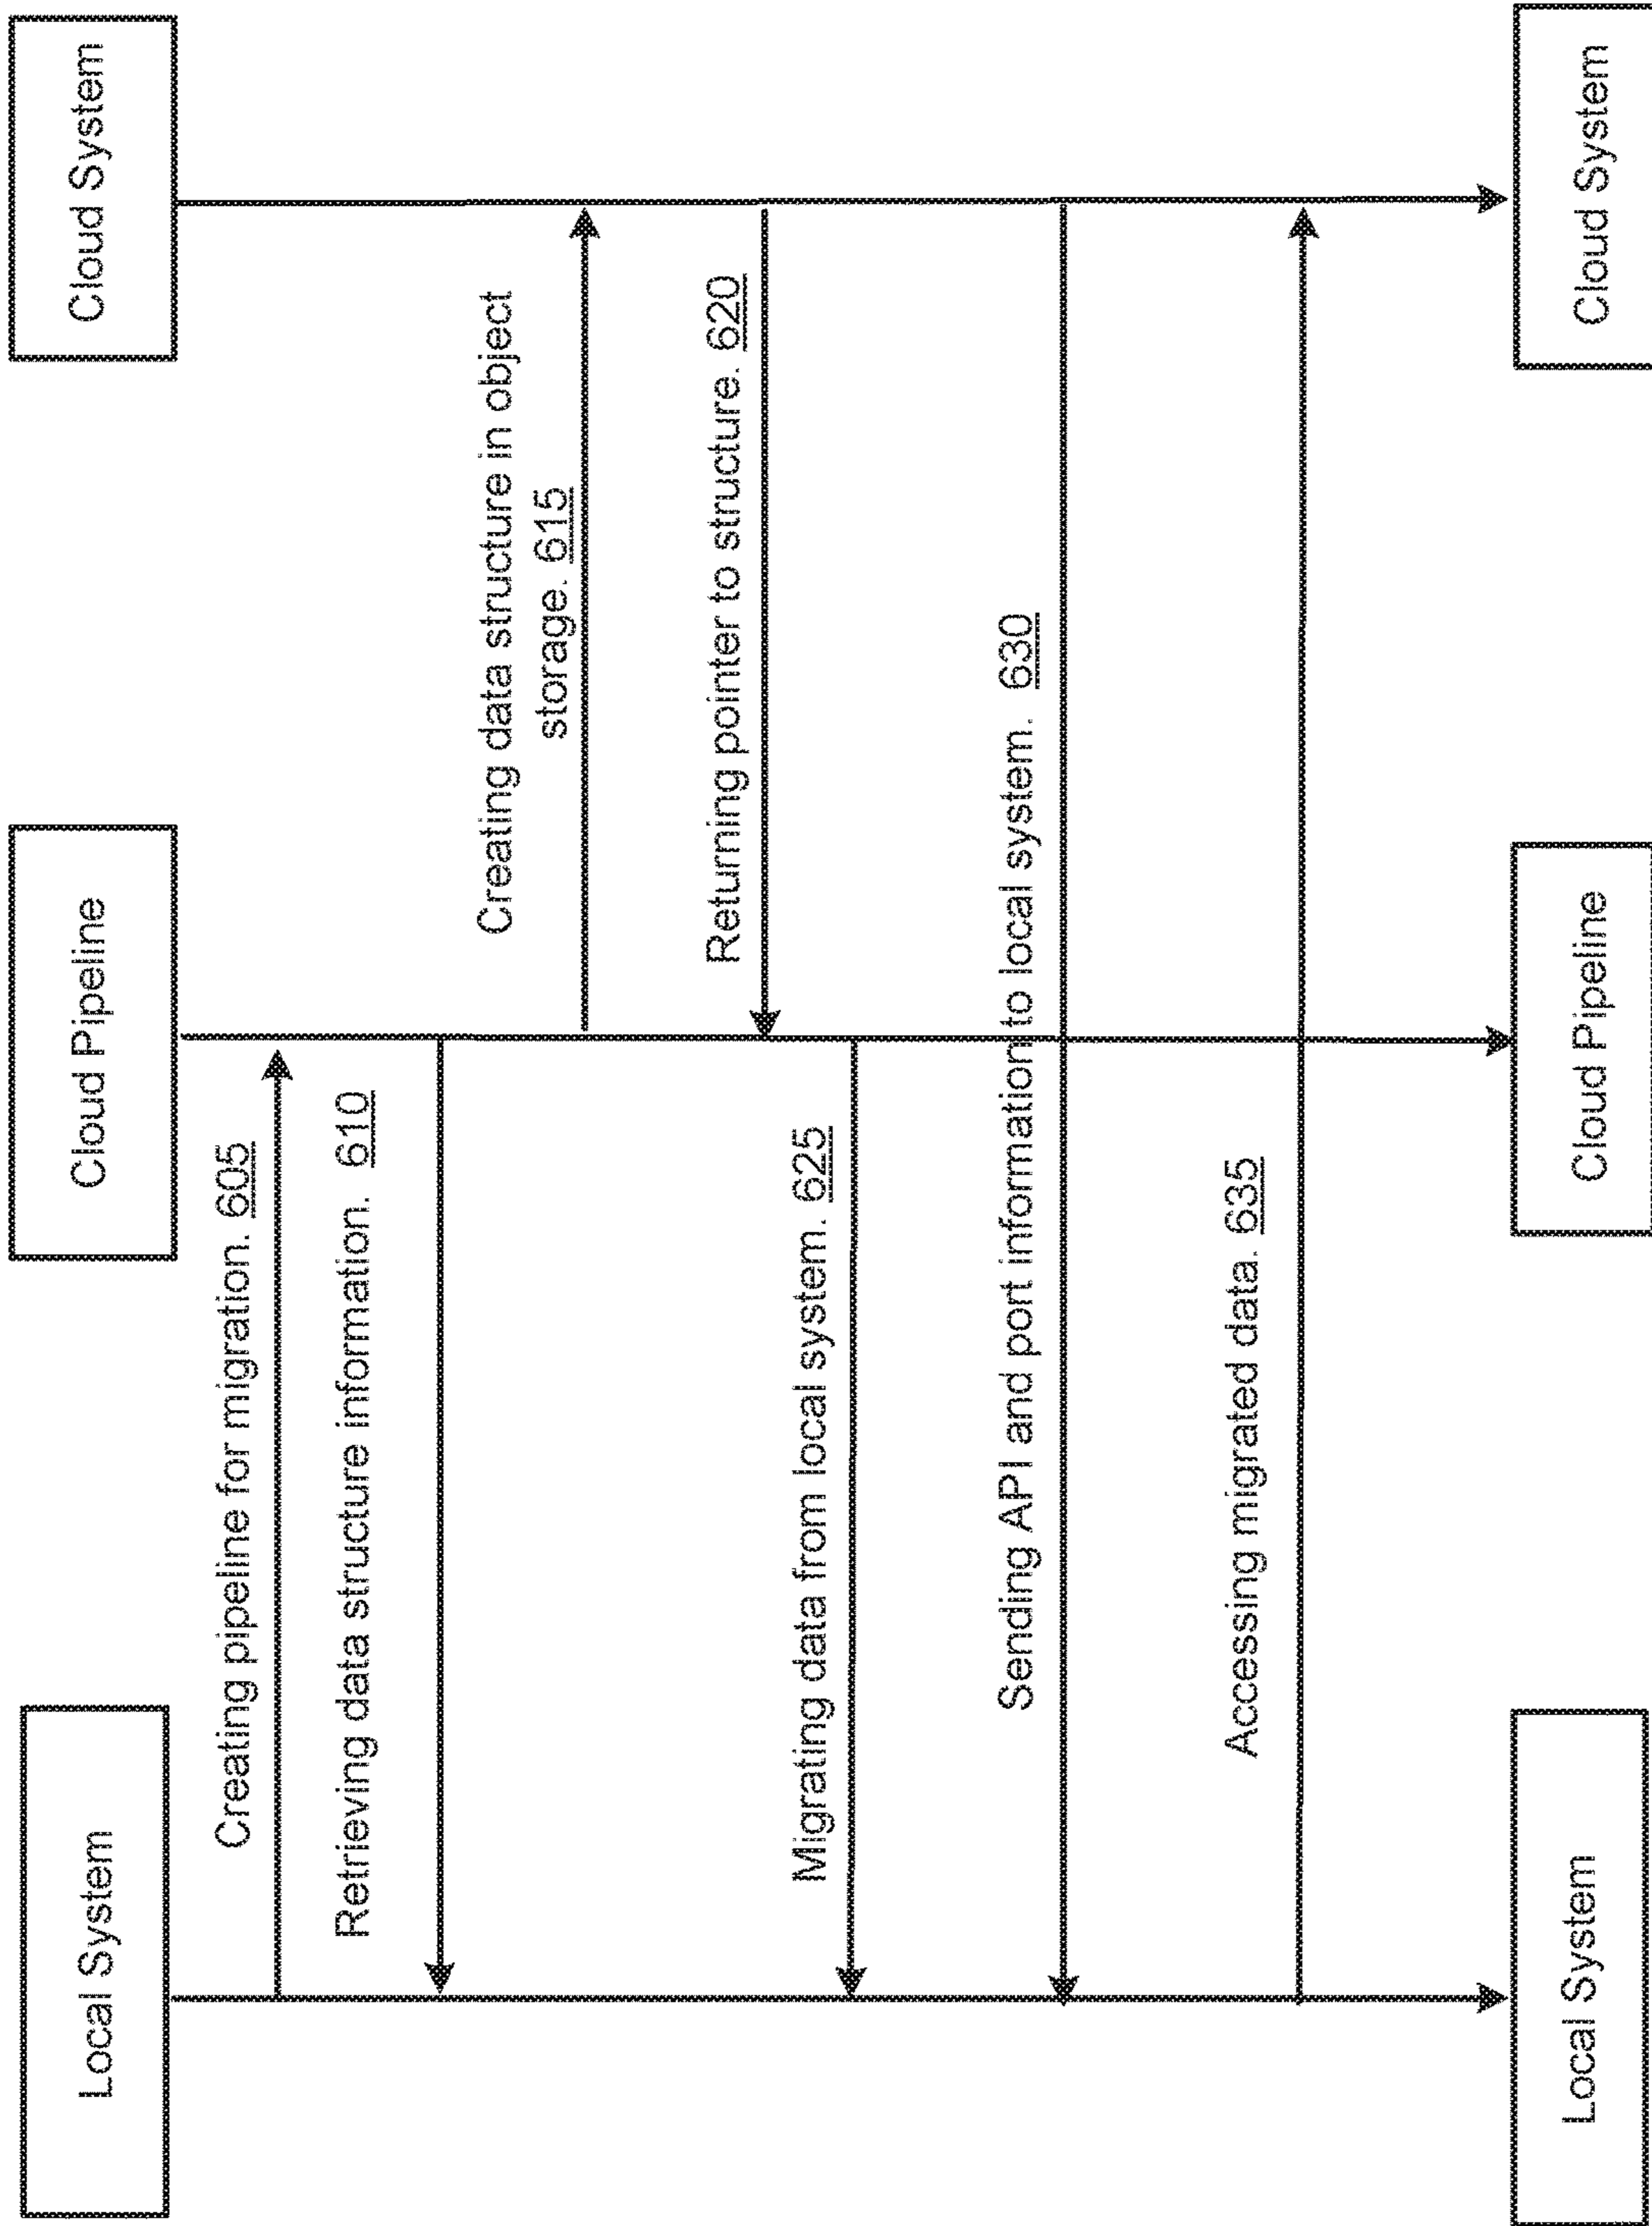 Local System
Cloud Pipeline
Cloud System
Creating pipeline for migration. 605
Retrieving data structure information. 610
Creating data structure in object
storage. 615
Returning pointer to structure. 620
Migrating data from local system. 625
Sending API and port information to local system. 630
Accessing migrated data. 635
Local System
Cloud Pipeline
Cloud System